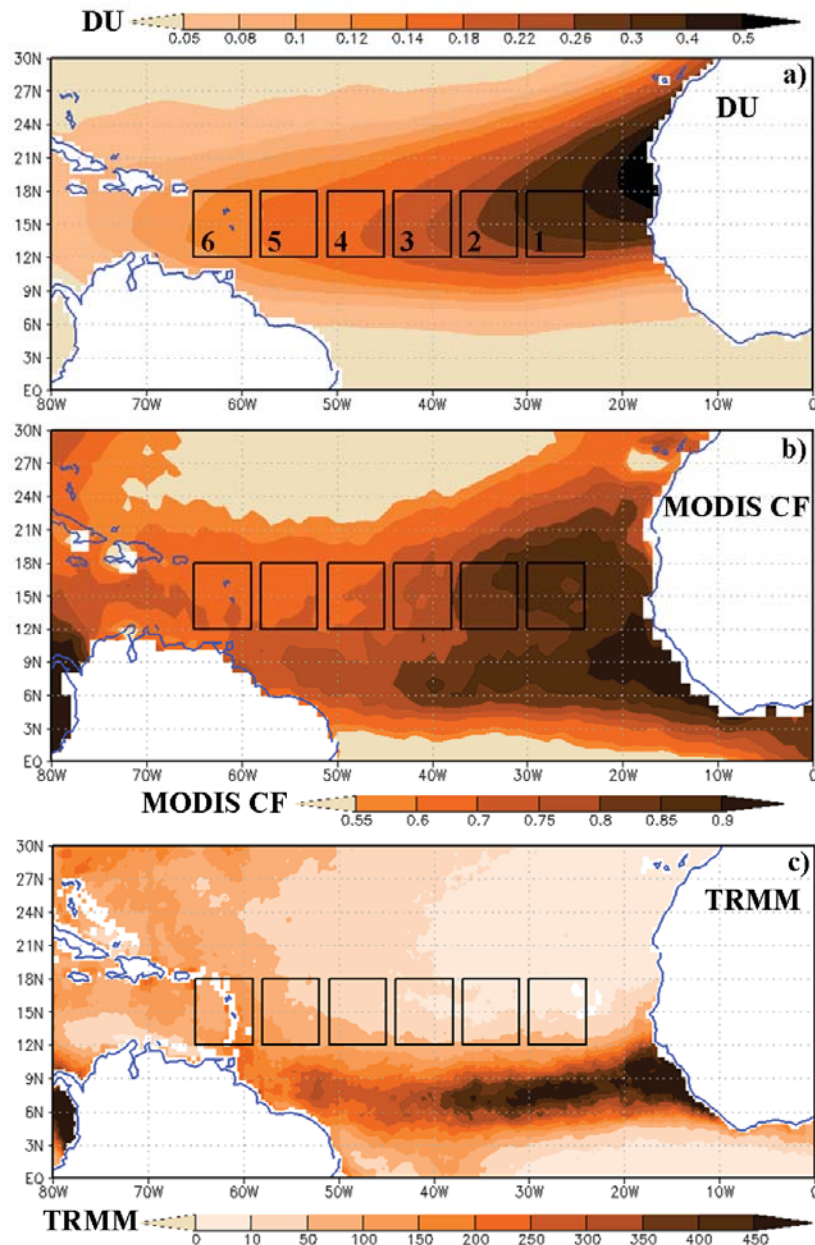 DU
0.05 0.08 0.1 0.12 0.14 0.18 0.22 0.26 0.3 0.4 0.5
30N a)
27N DU
24N
21N
18N
15N
6 5 4 3 2 1
12N
9N
6N
3N
EQ
80W 70W 60W 50W 40W 30W 20W 10W 0
30N b)
27N
24N MODIS CF
21N
18N
15N
12N
9N
6N
3N
EQ
80W 70W 60W 50W 40W 30W 20W 10W 0
MODIS CF
0.55 0.6 0.7 0.75 0.8 0.85 0.9
30N c)
27N TRMM
24N
21N
18N
15N
12N
9N
6N
3N
EQ
80W 70W 60W 50W 40W 30W 20W 10W 0
TRMM
0 10 50 100 150 200 250 300 350 400 450